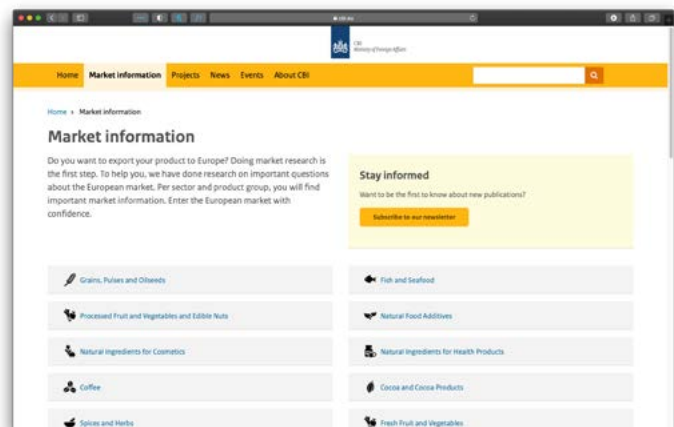 cbi.eu
CBI
Ministry of Foreign Affairs
Home Market information Projects News Events About CBI
Home › Market information
Market information
Do you want to export your product to Europe? Doing market research is
the first step. To help you, we have done research on important questions
about the European market. Per sector and product group, you will find
important market information. Enter the European market with
confidence.
Stay informed
Want to be the first to know about new publications?
Subscribe to our newsletter
Grains, Pulses and Oilseeds
Fish and Seafood
Processed Fruit and Vegetables and Edible Nuts
Natural Food Additives
Natural Ingredients for Cosmetics
Natural Ingredients for Health Products
Coffee
Cocoa and Cocoa Products
Spices and Herbs
Fresh Fruit and Vegetables